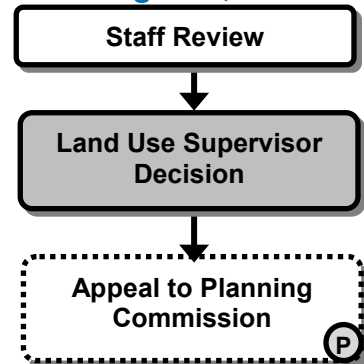 Staff Review
Land Use Supervisor
Decision
Appeal to Planning
Commission
P